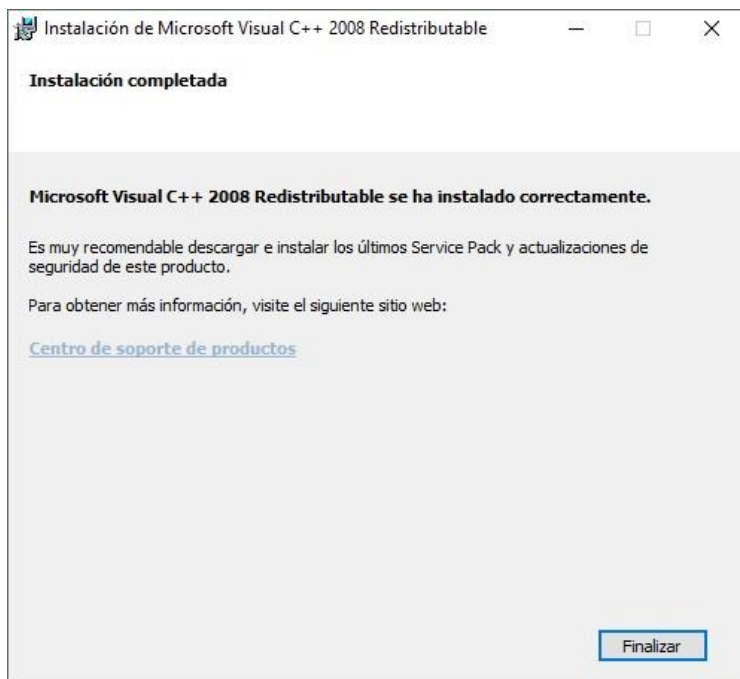 Instalación de Microsoft Visual C++ 2008 Redistributable
Instalación completada
Microsoft Visual C++ 2008 Redistributable se ha instalado correctamente.
Es muy recomendable descargar e instalar los últimos Service Pack y actualizaciones de
seguridad de este producto.
Para obtener más información, visite el siguiente sitio web:
Centro de soporte de productos
Finalizar